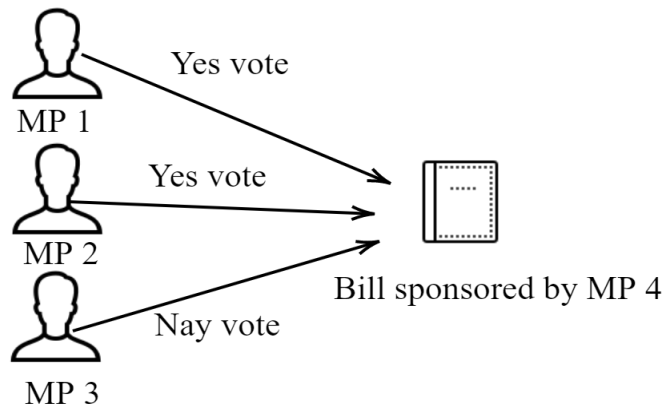 Yes vote
MP 1
Yes vote
MP 2
Bill sponsored by MP 4
Nay vote
MP 3